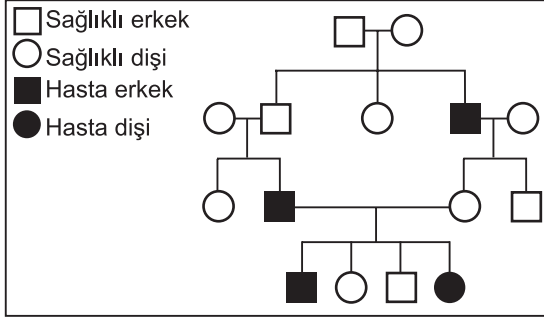 Sağlıklı erkek
Sağlıklı dişi
Hasta erkek
Hasta dişi